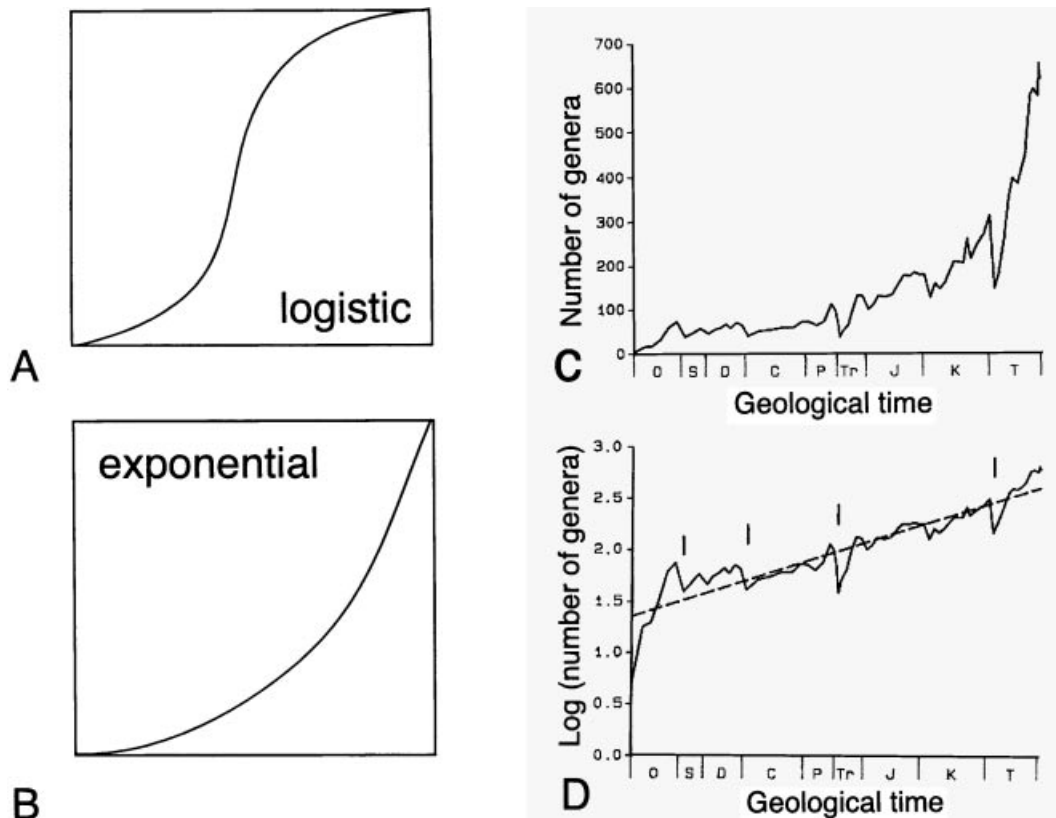 logistic
A
exponential
B
Number of genera
700
600
500
400
300
200
100
0
O S D C P Tr J K T
C
Geological time
Log (number of genera)
3.0
2.5
2.0
1.5
1.0
0.5
0.0
O S D C P Tr J K T
D
Geological time